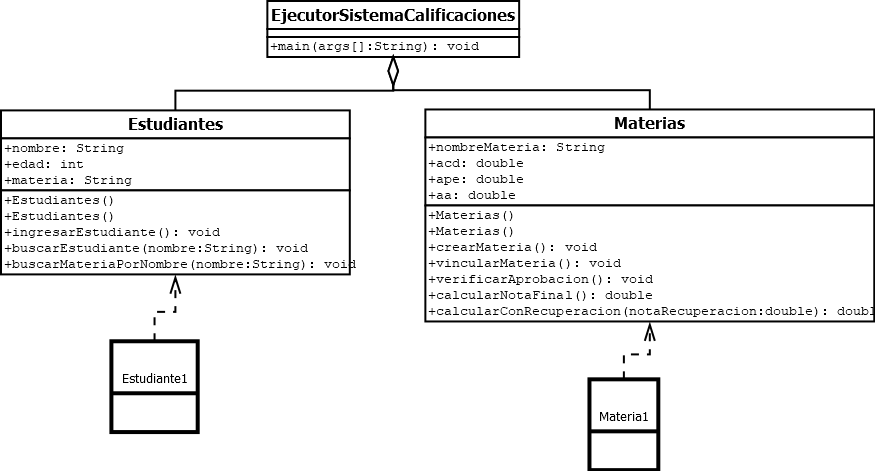 EjecutorSistemaCalificaciones
+main(args[]:String): void
Estudiantes
+nombre: String
+edad: int
+materia: String
+Estudiantes()
+Estudiantes()
+ingresarEstudiante(): void
+buscarEstudiante(nombre:String): void
+buscarMateriaPorNombre(nombre:String): void
Materias
+nombreMateria: String
+acd: double
+ape: double
+aa: double
+Materias()
+Materias()
+crearMateria(): void
+vincularMateria(): void
+verificarAprobacion(): void
+calcularNotaFinal(): double
+calcularConRecuperacion(notaRecuperacion:double): doubl
Estudiante1
Materia1